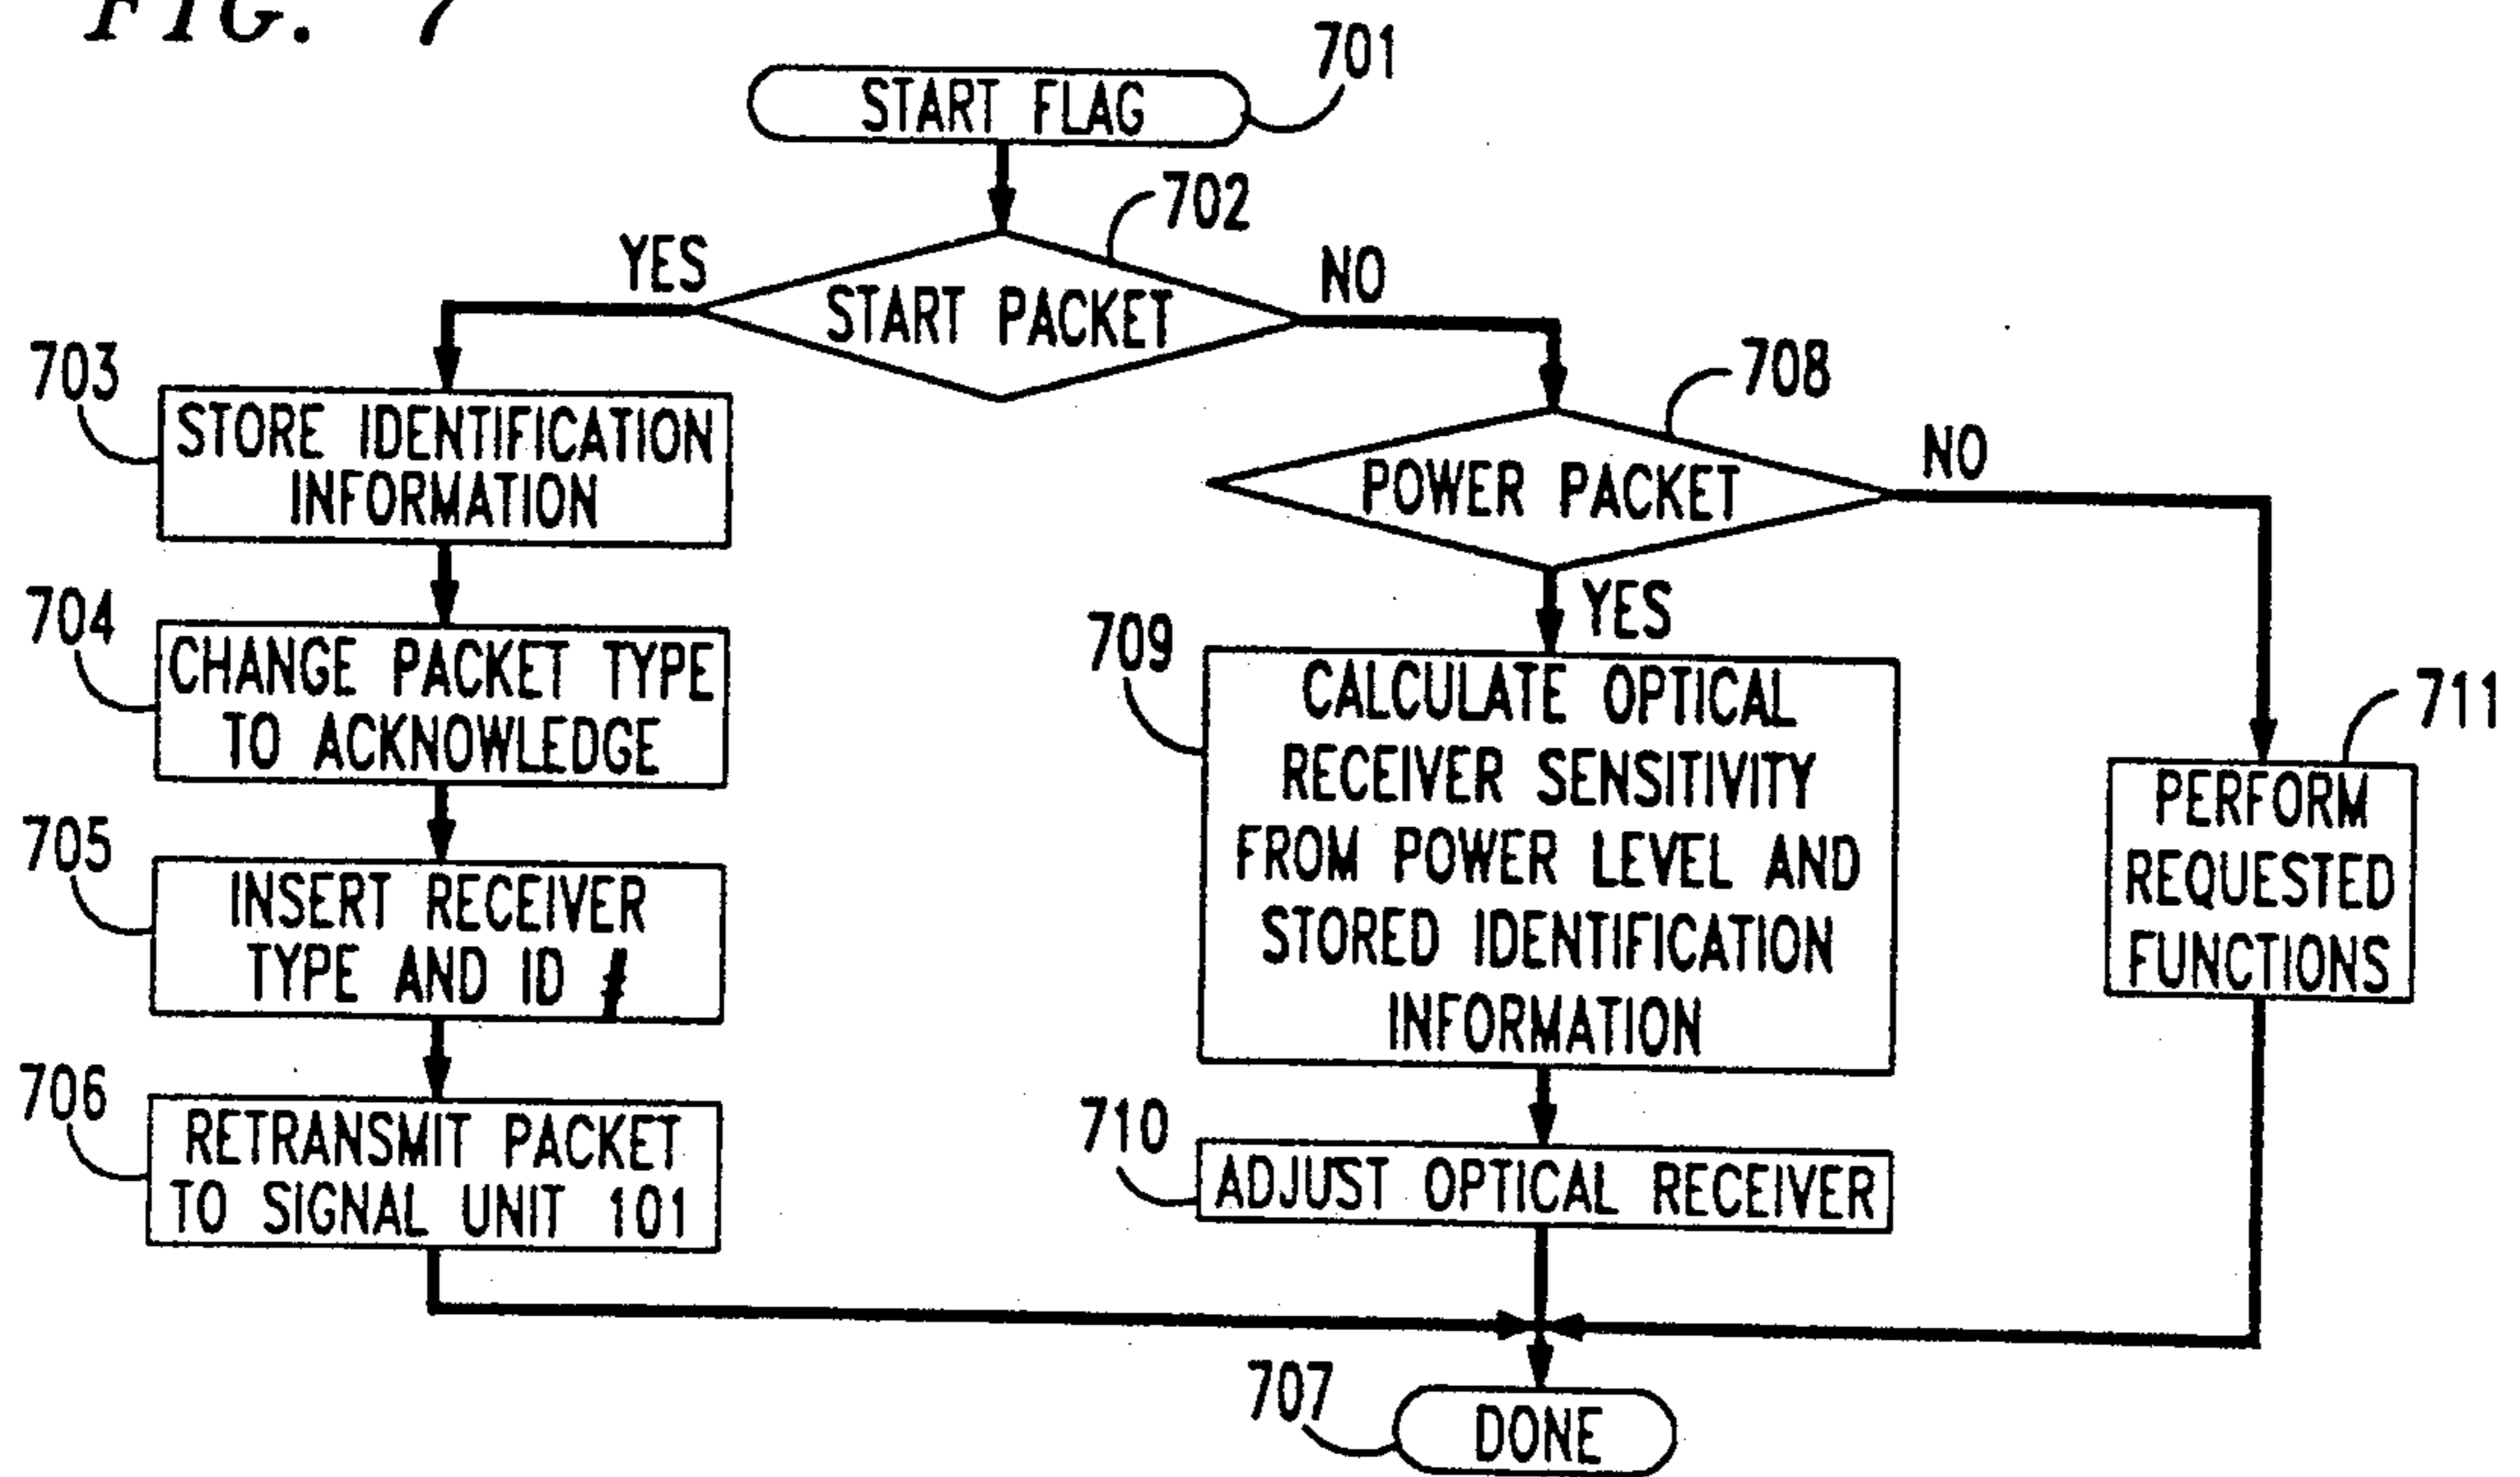 FIG. 7
START FLAG
701
702
START PACKET
YES
NO
703
STORE IDENTIFICATION
INFORMATION
704
CHANGE PACKET TYPE
TO ACKNOWLEDGE
705
INSERT RECEIVER
TYPE AND ID
706
RETRANSMIT PACKET
TO SIGNAL UNIT 101
708
POWER PACKET
NO
YES
709
CALCULATE OPTICAL
RECEIVER SENSITIVITY
FROM POWER LEVEL AND
STORED IDENTIFICATION
INFORMATION
710
ADJUST OPTICAL RECEIVER
711
PERFORM
REQUESTED
FUNCTIONS
707
DONE